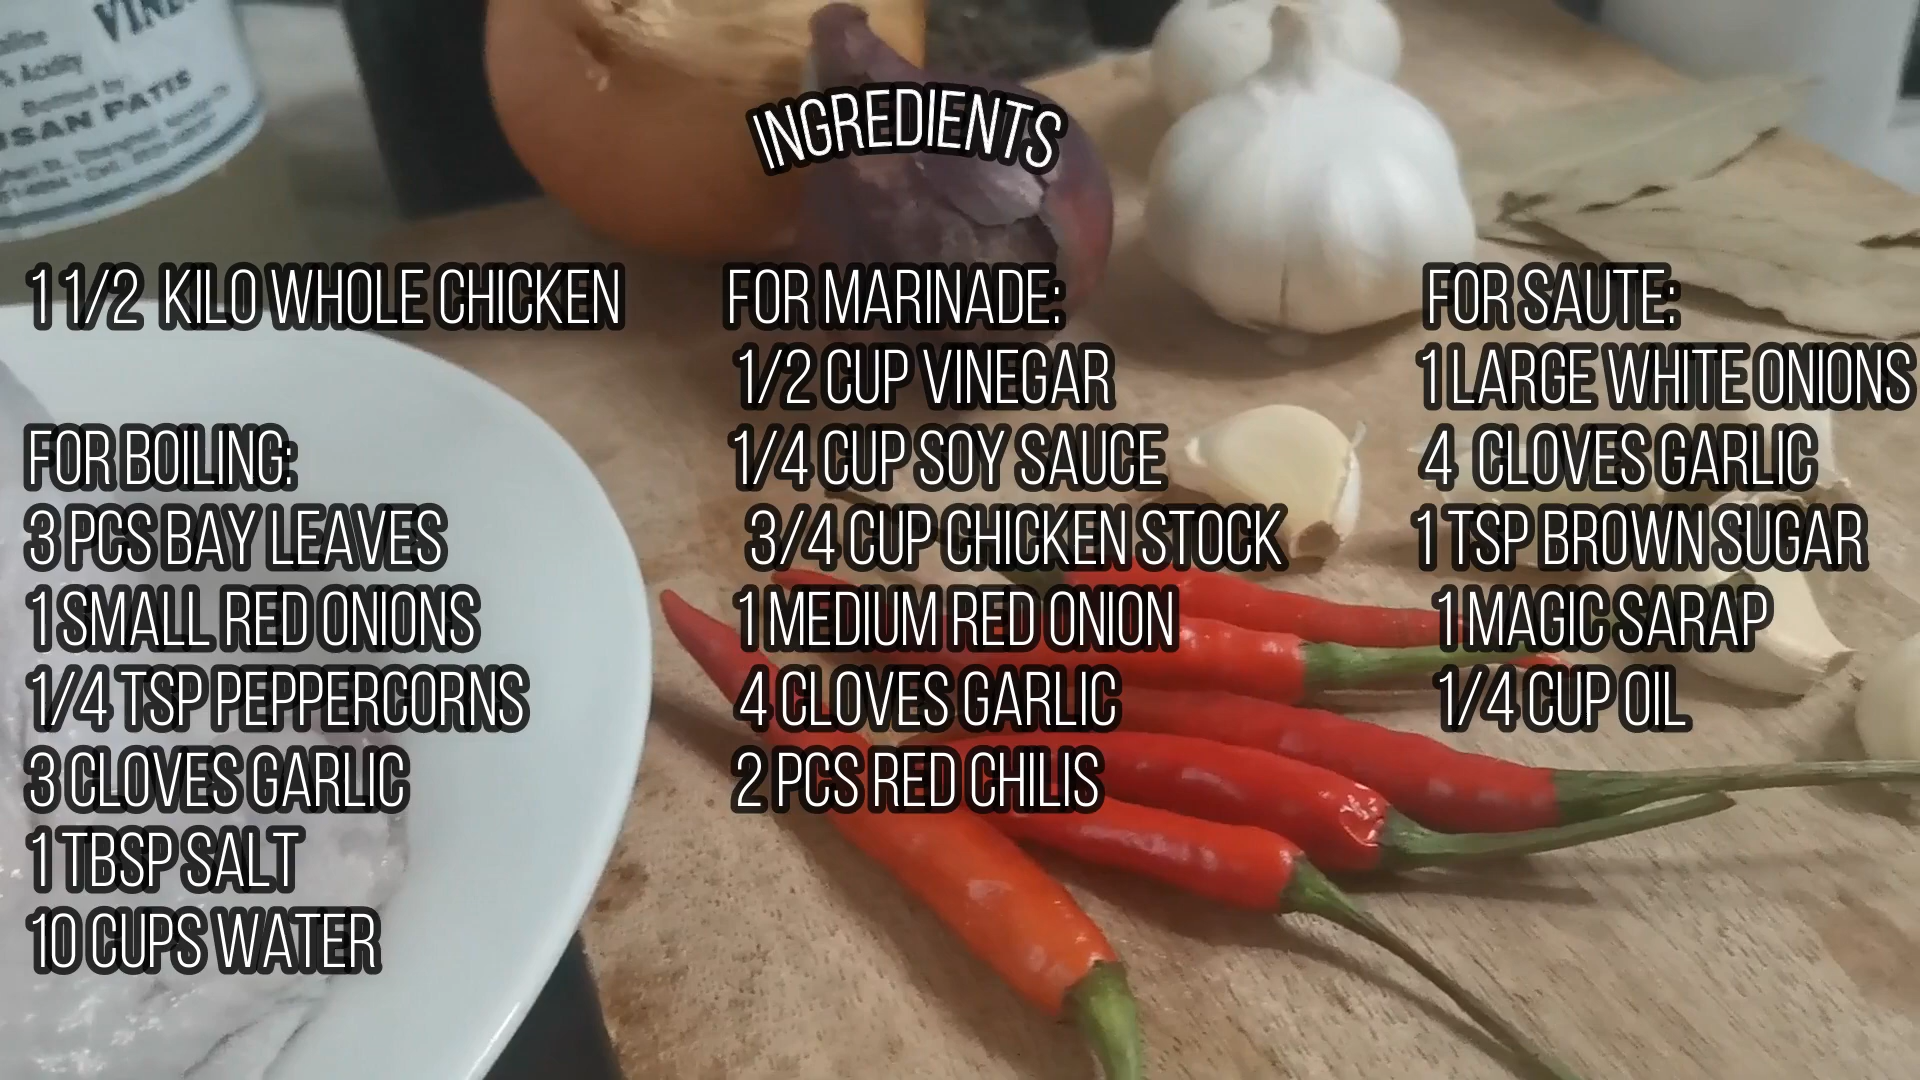 VINE
% Acidity
Bottled by
SAN PATIS
INGREDIENTS
1 1/2 KILO WHOLE CHICKEN
FOR BOILING:
3 PCS BAY LEAVES
1 SMALL RED ONIONS
1/4 TSP PEPPERCORNS
3 CLOVES GARLIC
1 TBSP SALT
10 CUPS WATER
FOR MARINADE:
1/2 CUP VINEGAR
1/4 CUP SOY SAUCE
3/4 CUP CHICKEN STOCK
1 MEDIUM RED ONION
4 CLOVES GARLIC
2 PCS RED CHILIS
FOR SAUTE:
1 LARGE WHITE ONIONS
4 CLOVES GARLIC
1 TSP BROWN SUGAR
1 MAGIC SARAP
1/4 CUP OIL